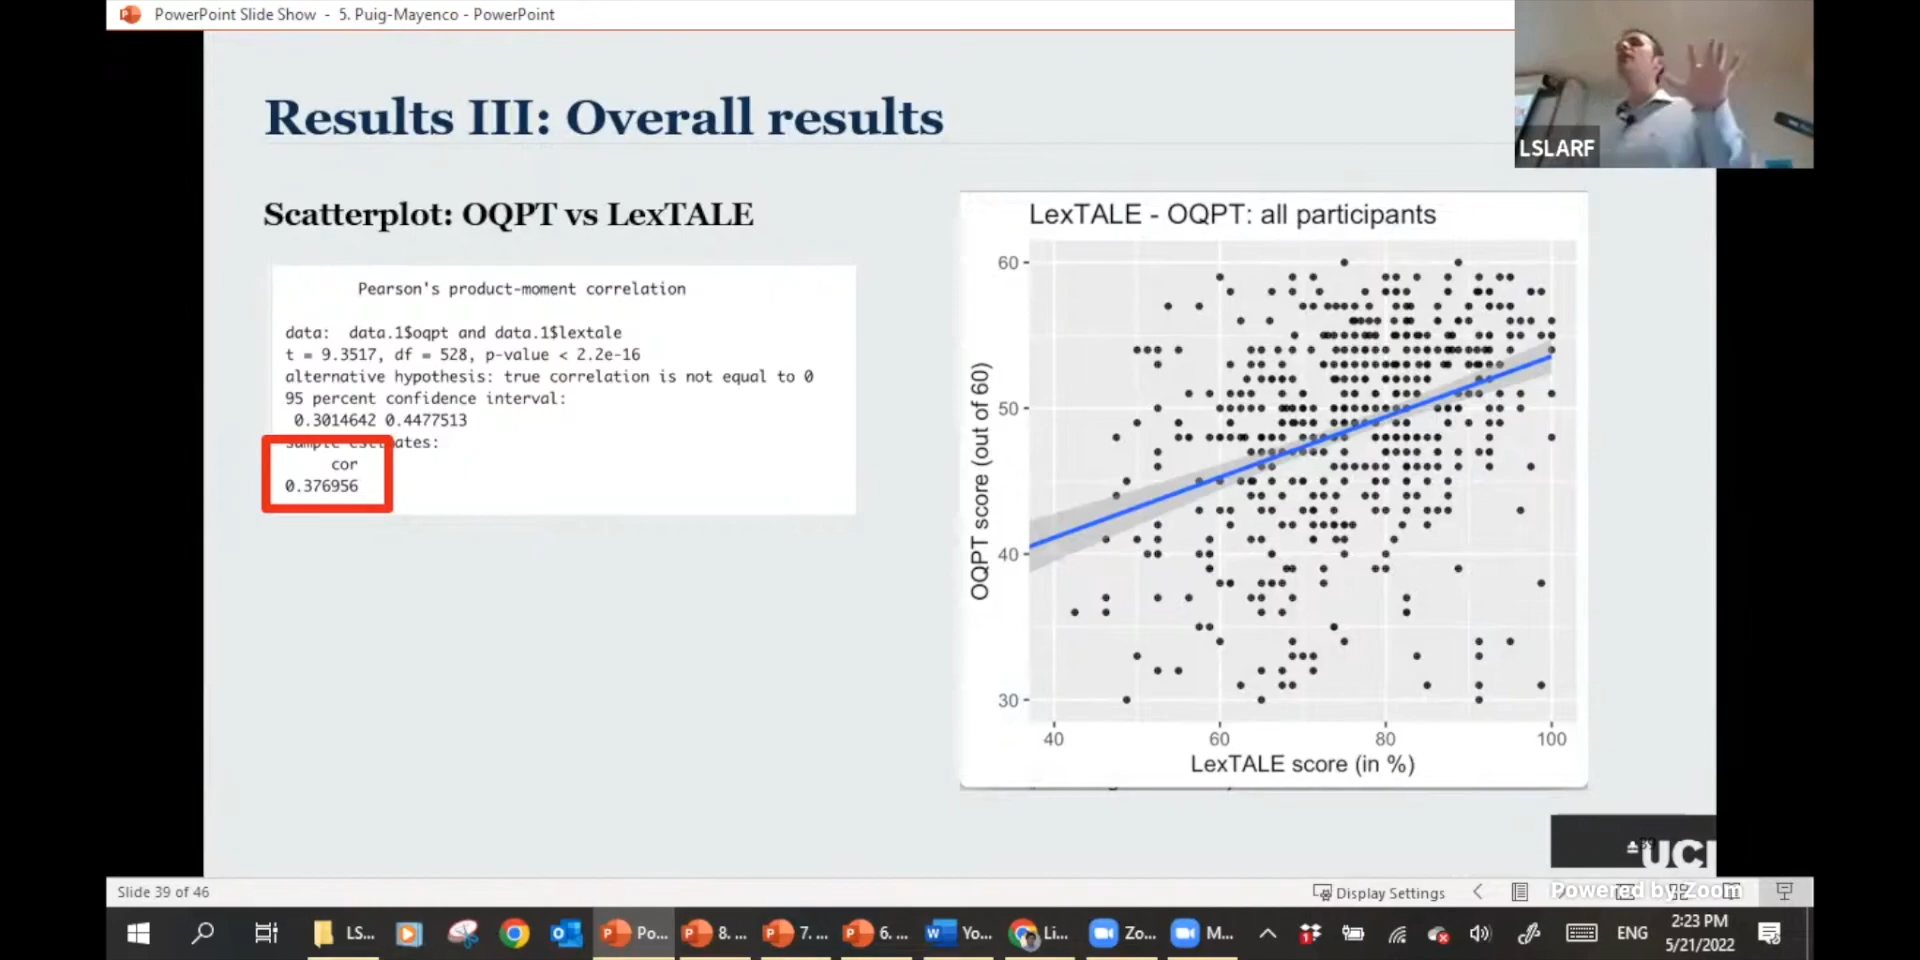 PowerPoint Slide Show - 5. Puig-Mayenco - PowerPoint
LSLARF
Results III: Overall results
Scatterplot: OQPT vs LexTALE
Pearson's product-moment correlation
data: data.1$oqpt and data.1$lextale
t = 9.3517, df = 528, p-value < 2.2e-16
alternative hypothesis: true correlation is not equal to 0
95 percent confidence interval:
0.3014642 0.4477513
sample estimates:
cor
0.376956
LexTALE - OQPT: all participants
OQPT score (out of 60)
60
50
40
30
40 60 80 100
LexTALE score (in %)
UCL
Slide 39 of 46
Display Settings
Powered by Zoom
LS...
Po...
8. ...
7. ...
6. ...
Yo...
Li...
Zo...
M...
ENG
2:23 PM
5/21/2022